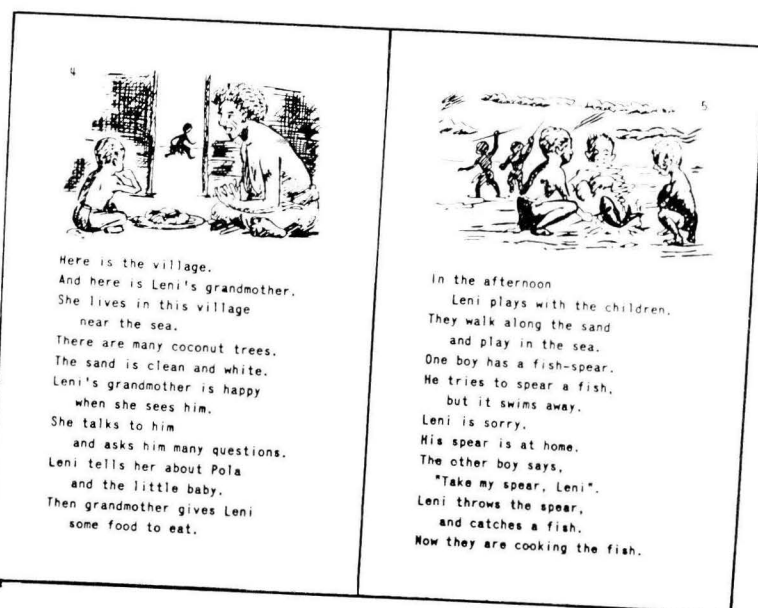 4
Here is the village.
And here is Leni's grandmother.
She lives in this village
near the sea.
There are many coconut trees.
The sand is clean and white.
Leni's grandmother is happy
when she sees him.
She talks to him
and asks him many questions.
Leni tells her about Pola
and the little baby.
Then grandmother gives Leni
some food to eat.
5
In the afternoon
Leni plays with the children.
They walk along the sand
and play in the sea.
One boy has a fish-spear.
He tries to spear a fish,
but it swims away.
Leni is sorry.
His spear is at home.
The other boy says,
"Take my spear, Leni".
Leni throws the spear,
and catches a fish.
Now they are cooking the fish.